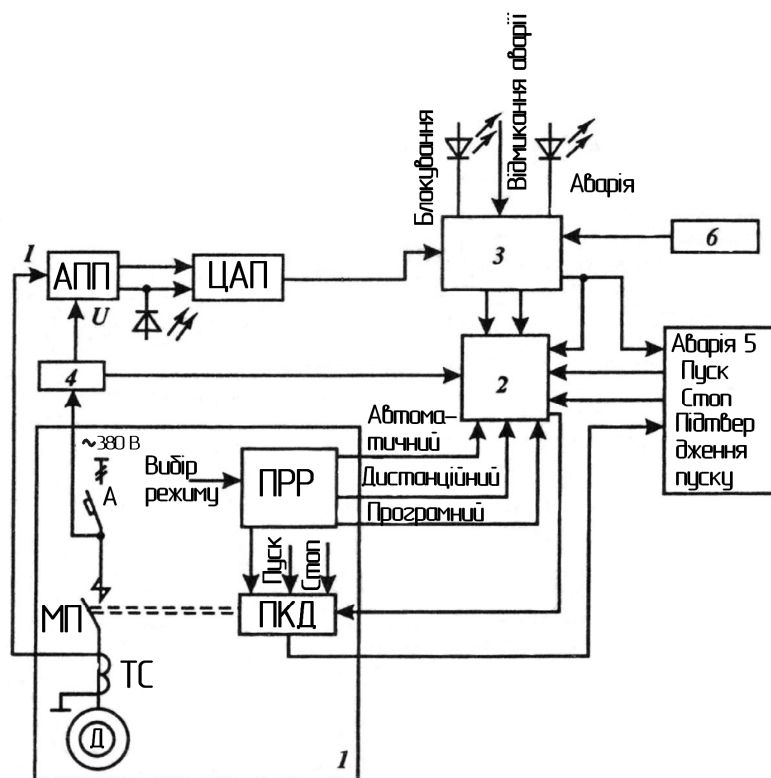 Блокування
Відмикання аварії
Аварія
3
6
I
АПП
ЦАП
U
4
2
Аварія 5
Пуск
Стоп
Підтвер
дження
пуску
~380 В
А
Вибір
режиму
ПРР
Автома-
тичний
Дистанційний
Програмний
Пуск
Стоп
МП
ПКД
ТС
Д
1